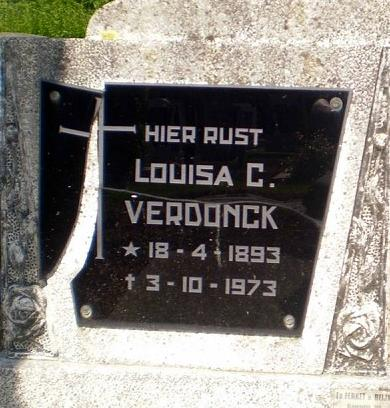 HIER RUST
LOUISA C.
VERDONCK
★ 18 - 4 - 1893
† 3 - 10 - 1973